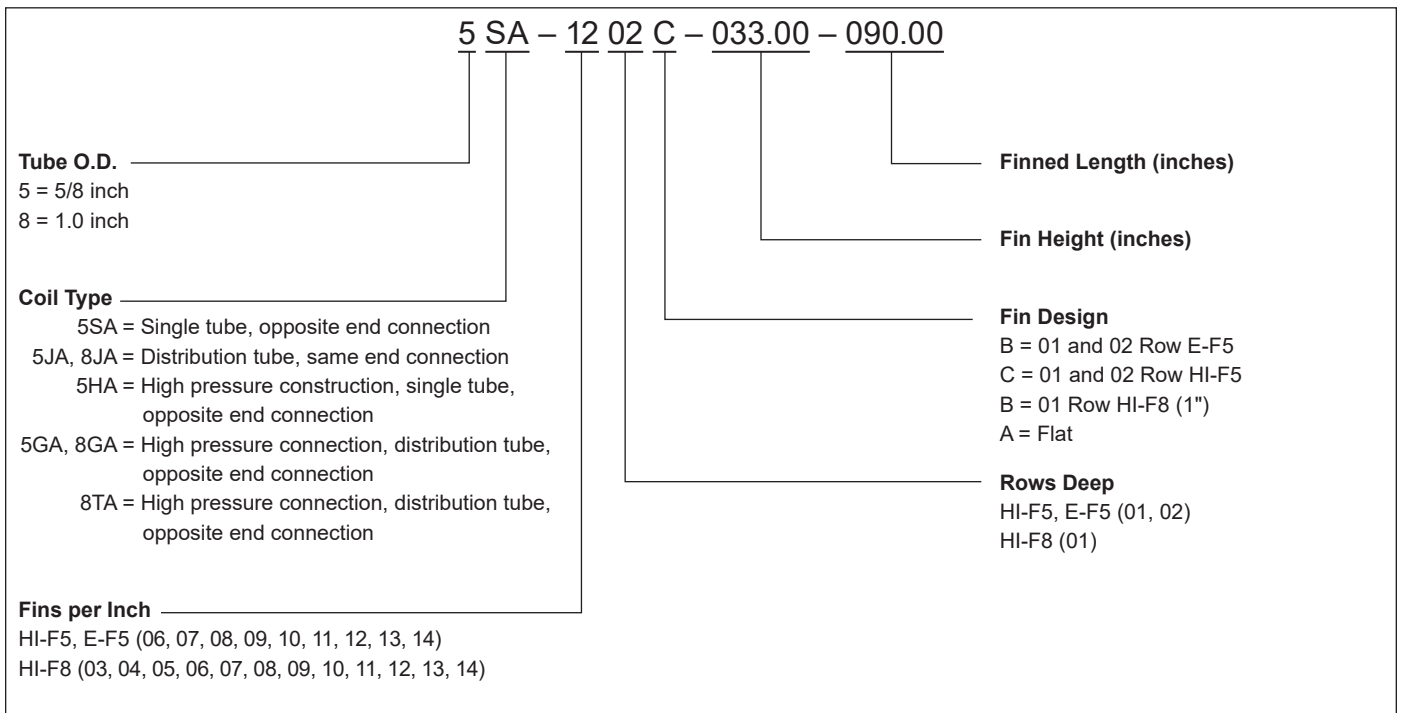 5 SA – 12 02 C – 033.00 – 090.00
Tube O.D.
5 = 5/8 inch
8 = 1.0 inch
Coil Type
5SA = Single tube, opposite end connection
5JA, 8JA = Distribution tube, same end connection
5HA = High pressure construction, single tube,
opposite end connection
5GA, 8GA = High pressure connection, distribution tube,
opposite end connection
8TA = High pressure connection, distribution tube,
opposite end connection
Fins per Inch
HI-F5, E-F5 (06, 07, 08, 09, 10, 11, 12, 13, 14)
HI-F8 (03, 04, 05, 06, 07, 08, 09, 10, 11, 12, 13, 14)
Finned Length (inches)
Fin Height (inches)
Fin Design
B = 01 and 02 Row E-F5
C = 01 and 02 Row HI-F5
B = 01 Row HI-F8 (1")
A = Flat
Rows Deep
HI-F5, E-F5 (01, 02)
HI-F8 (01)